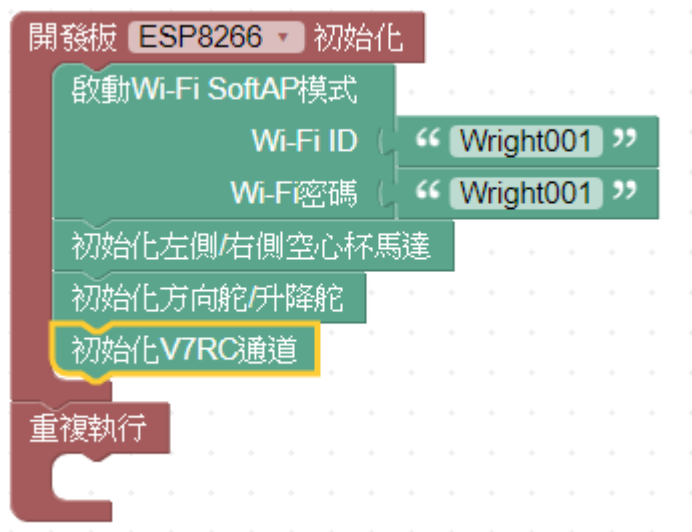 開發板 ESP8266 初始化
啟動Wi-Fi SoftAP模式
Wi-Fi ID “ Wright001 ”
Wi-Fi密碼 “ Wright001 ”
初始化左側/右側空心杯馬達
初始化方向舵/升降舵
初始化V7RC通道
重複執行